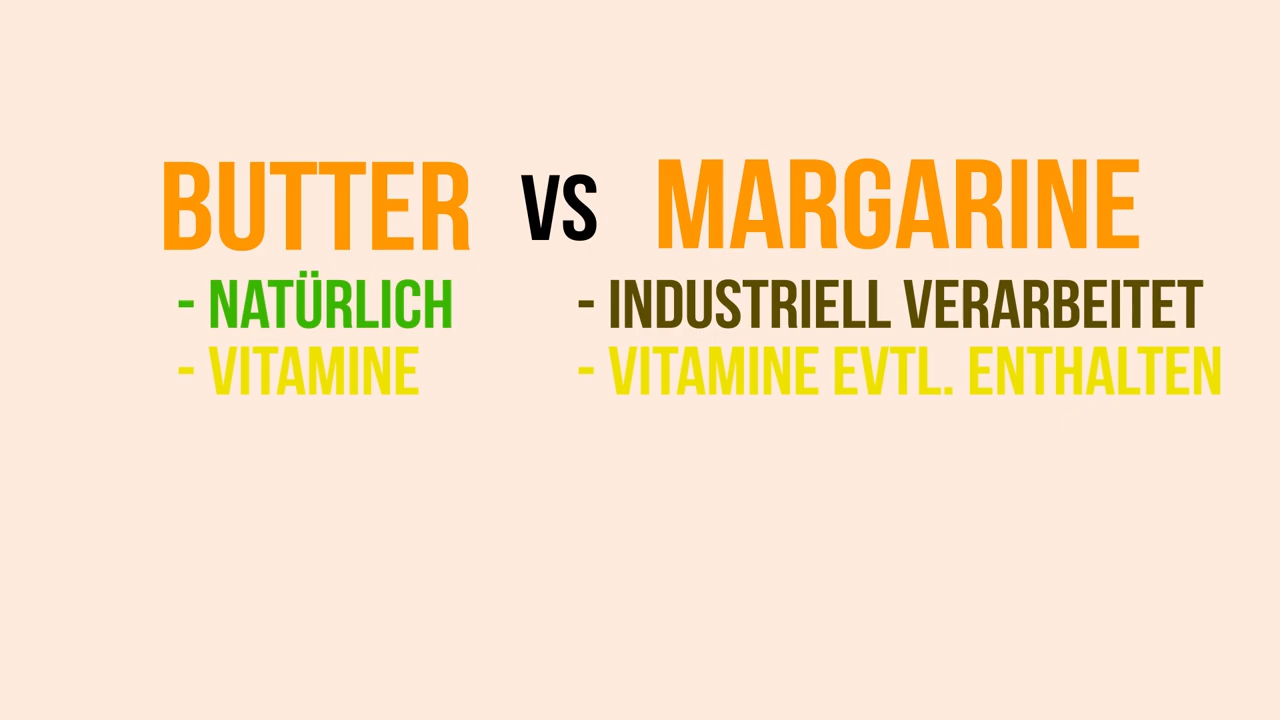 BUTTER VS MARGARINE
- NATÜRLICH
- VITAMINE
- INDUSTRIELL VERARBEITET
- VITAMINE EVTL. ENTHALTEN